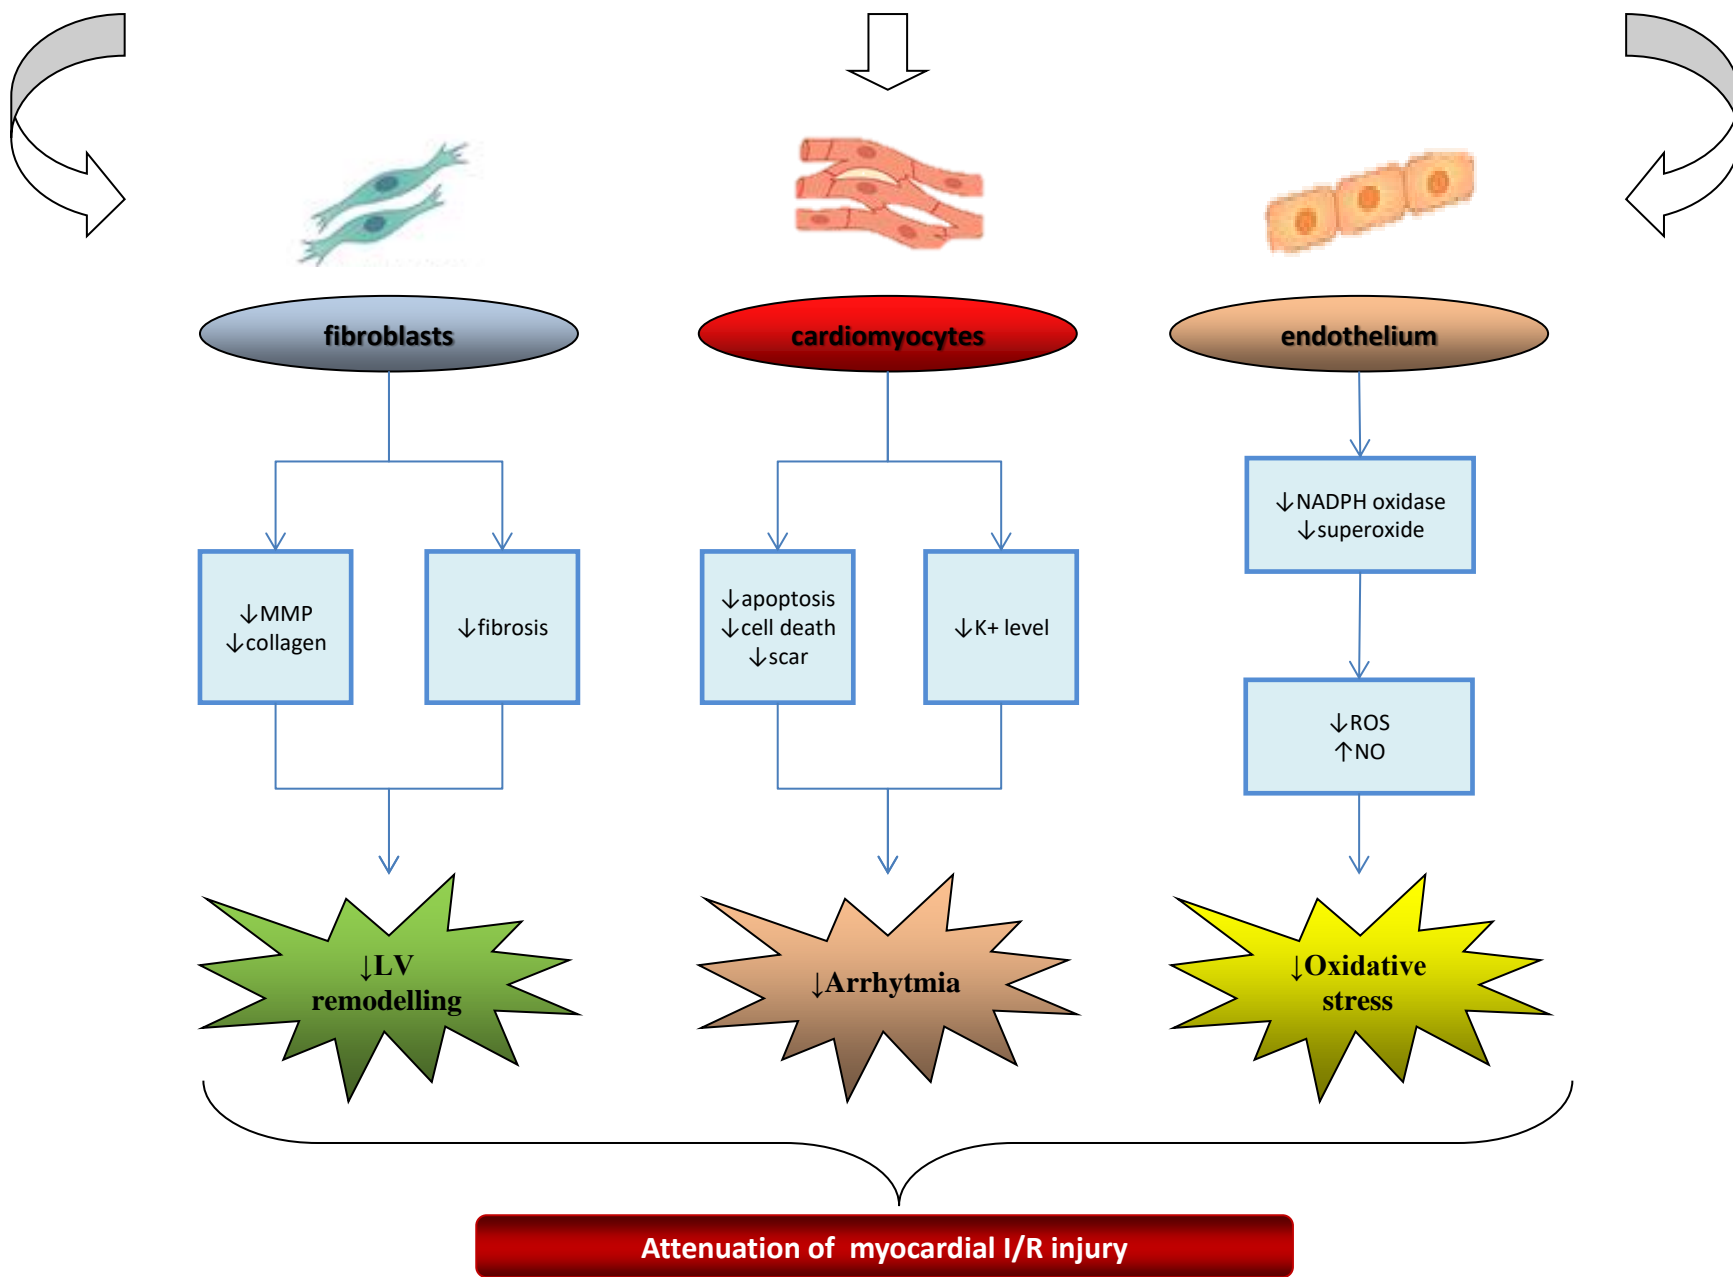 fibroblasts
cardiomyocytes
endothelium
↓NADPH oxidase
↓superoxide
↓MMP
↓collagen
↓fibrosis
↓apoptosis
↓cell death
↓scar
↓K+ level
↓ROS
↑NO
↓LV
remodelling
↓Arrhytmia
↓Oxidative
stress
Attenuation of  myocardial I/R injury